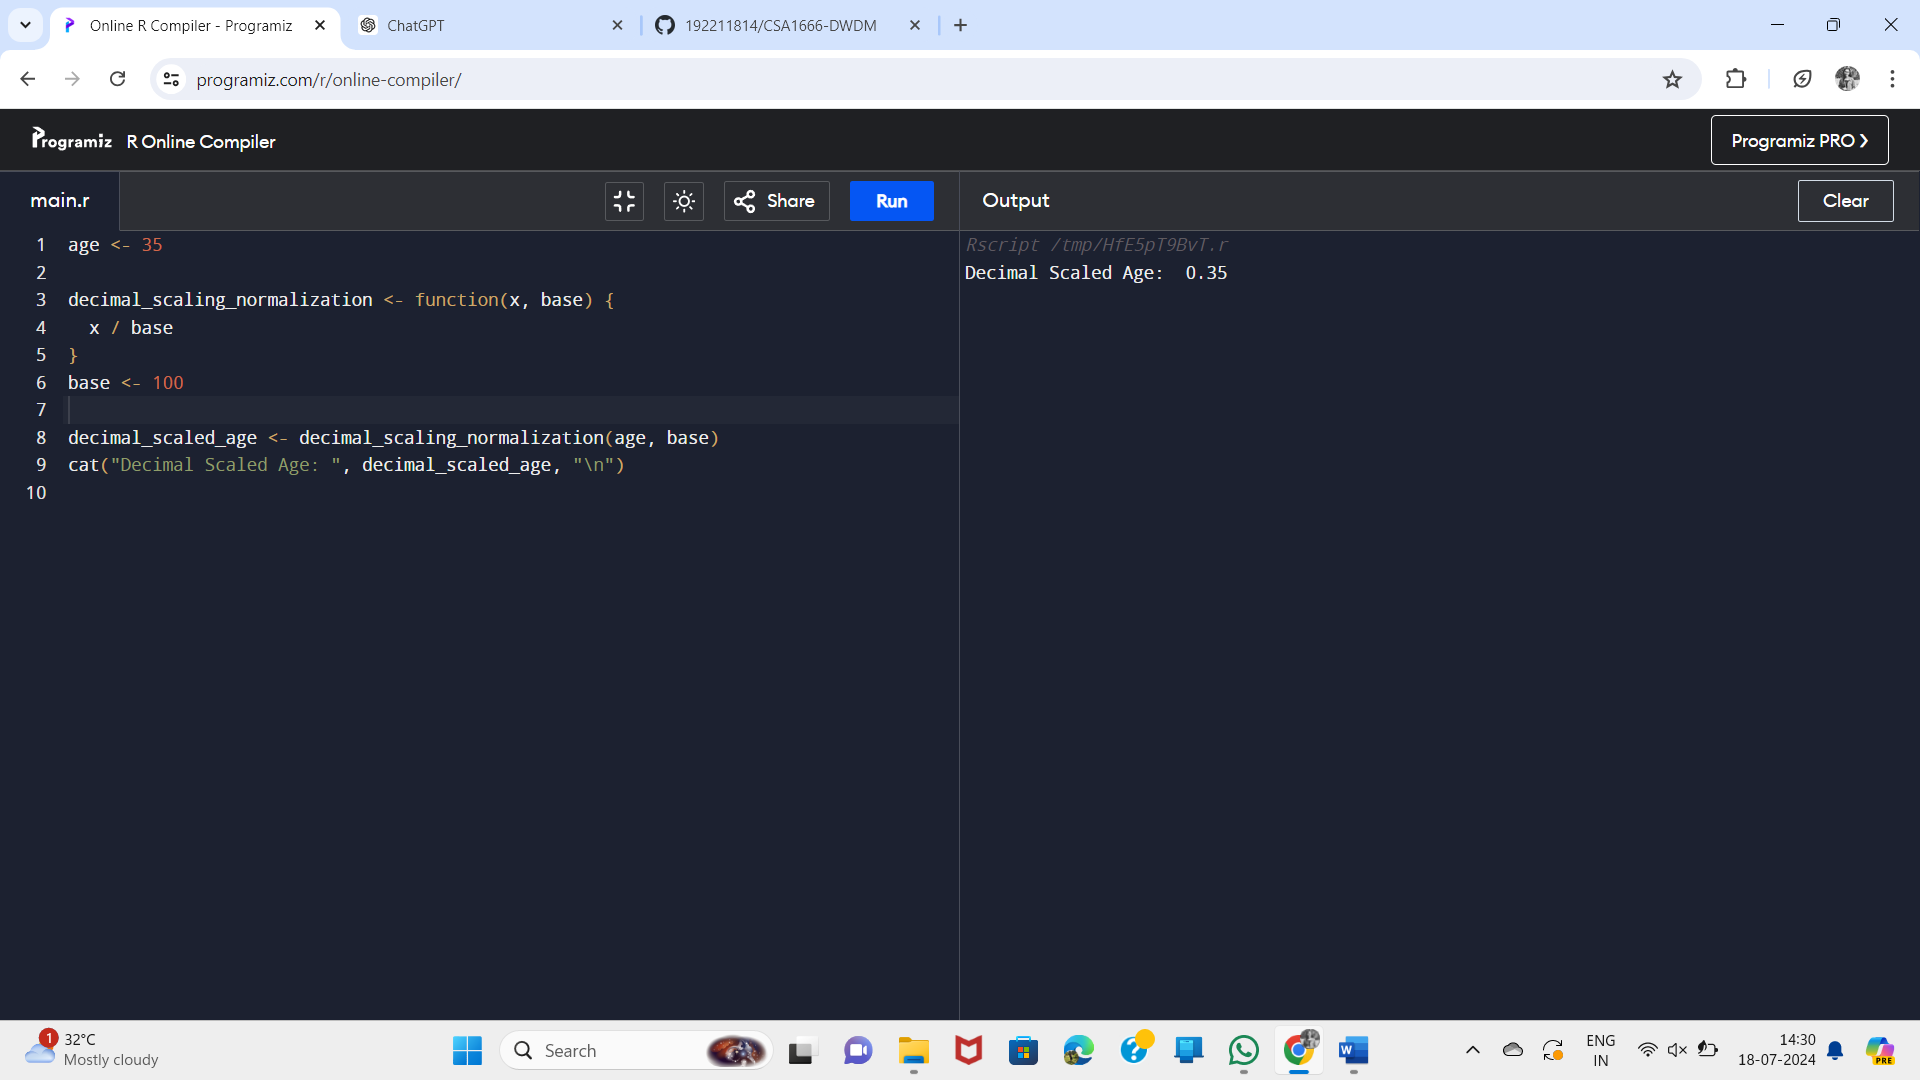 Online R Compiler - Programiz
ChatGPT
192211814/CSA1666-DWDM
programiz.com/r/online-compiler/
Programiz R Online Compiler
Programiz PRO
main.r
Share
Run
Output
Clear
1 age <- 35
2
3 decimal_scaling_normalization <- function(x, base) {
4   x / base
5 }
6 base <- 100
7
8 decimal_scaled_age <- decimal_scaling_normalization(age, base)
9 cat("Decimal Scaled Age: ", decimal_scaled_age, "\n")
10
Rscript /tmp/HfE5pT9BvT.r
Decimal Scaled Age:  0.35
1
32°C
Mostly cloudy
Search
ENG
IN
14:30
18-07-2024
PRE